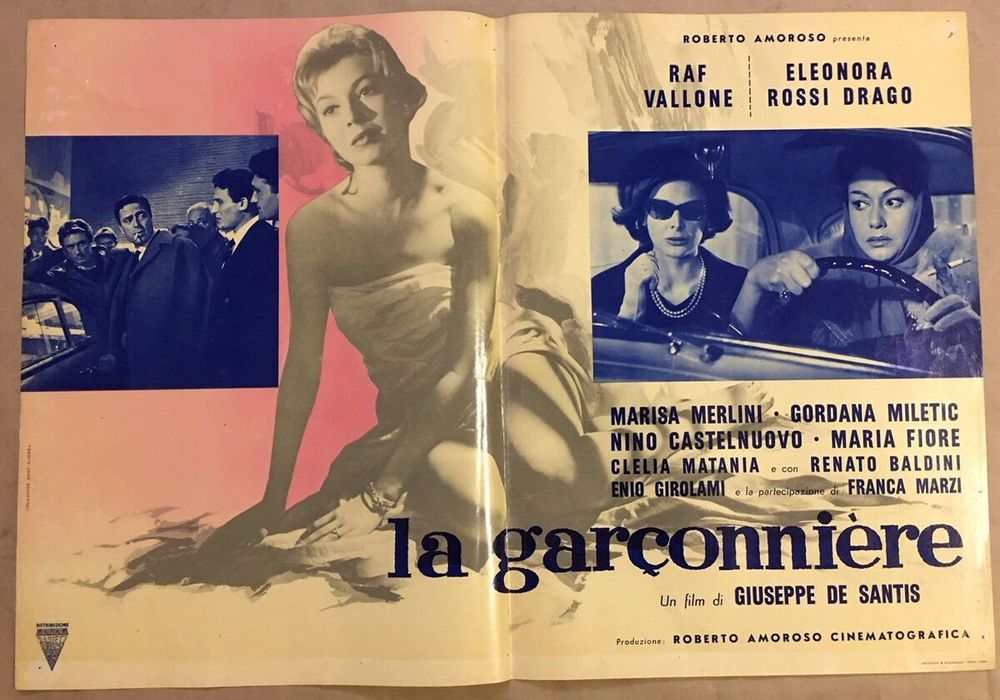 ROBERTO AMOROSO presenta
RAF
VALLONE
ELEONORA
ROSSI DRAGO
MARISA MERLINI · GORDANA MILETIC
NINO CASTELNUOVO · MARIA FIORE
CLELIA MATANIA e con RENATO BALDINI
ENIO GIROLAMI e la partecipazione di FRANCA MARZI
la garçonnière
Un film di GIUSEPPE DE SANTIS
Produzione: ROBERTO AMOROSO CINEMATOGRAFICA
DISTRIBUZIONE